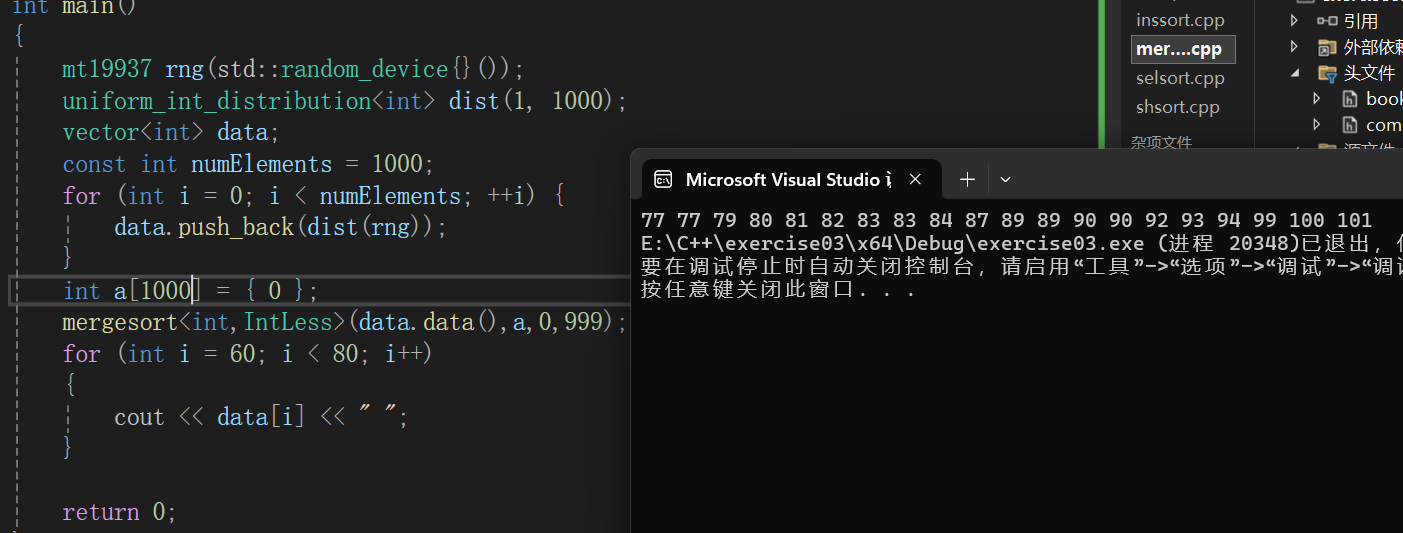 int main()
{
mt19937 rng(std::random_device{}());
uniform_int_distribution<int> dist(1, 1000);
vector<int> data;
const int numElements = 1000;
for (int i = 0; i < numElements; ++i) {
data.push_back(dist(rng));
}
int a[1000] = { 0 };
mergesort<int,IntLess>(data.data(),a,0,999);
for (int i = 60; i < 80; i++)
{
cout << data[i] << " ";
}
return 0;
inssort.cpp
mer....cpp
selsort.cpp
shsort.cpp
杂项文件
引用
外部依赖
头文件
book
com
源文件
Microsoft Visual Studio
77 77 79 80 81 82 83 83 84 87 89 89 90 90 92 93 94 99 100 101
E:\C++\exercise03\x64\Debug\exercise03.exe (进程 20348)已退出，
要在调试停止时自动关闭控制台，请启用“工具”->“选项”->“调试”->“调试
按任意键关闭此窗口. . .